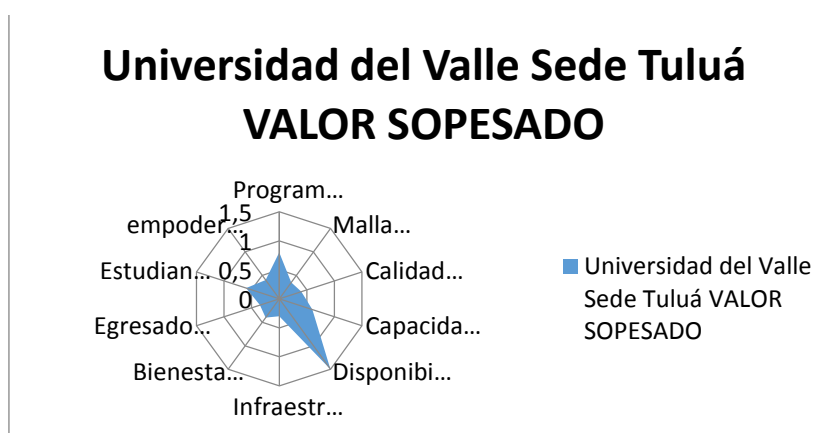 Universidad del Valle Sede Tuluá
VALOR SOPESADO
Program...
1,5
empoder...
Malla...
1
Estudian...
0,5
Calidad...
0
Egresado...
Capacida...
Bienesta...
Disponibi...
Infraestr...
Universidad del Valle
Sede Tuluá VALOR
SOPESADO